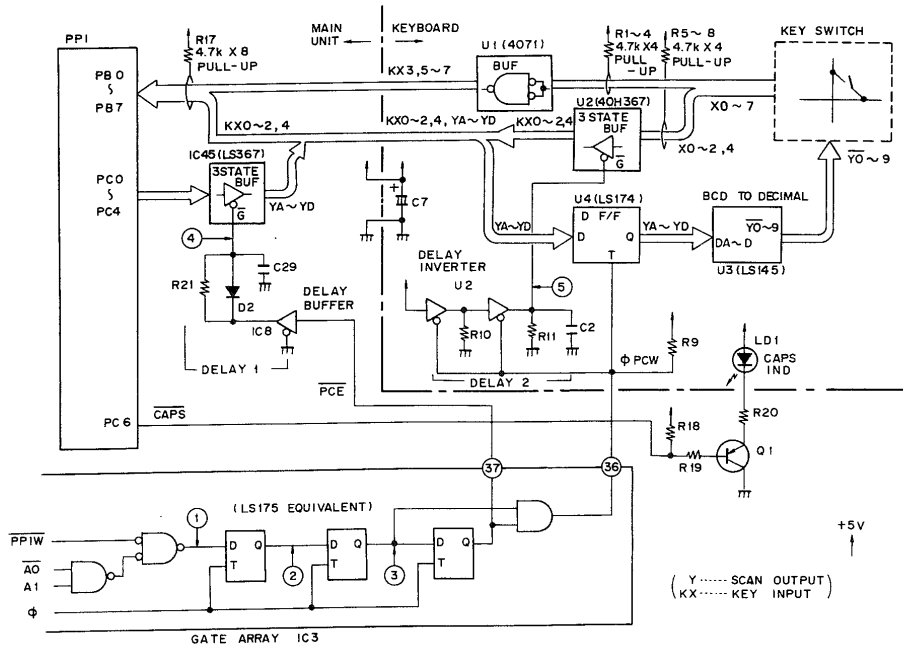 PPI
R17
4.7k X 8
PULL-UP
MAIN UNIT
KEYBOARD
U1 (4071)
BUF
R1~4
4.7k X4
PULL-UP
R5~8
4.7k X 4
PULL-UP
KEY SWITCH
PB0
~
PB7
KX3,5~7
U2(40H367)
3 STATE
BUF
G
X0~7
KX0~2,4
KX0~2,4, YA~YD
KX0~2,4
X0~2,4
Y0~9
IC45(LS367)
3STATE
BUF
G
PC0
~
PC4
YA~YD
C7
YA~YD
U4(LS174)
D F/F
D
Q
T
YA~YD
BCD TO DECIMAL
Y0~9
DA~D
U3(LS145)
4
R21
C29
D2
DELAY
BUFFER
IC8
DELAY 1
DELAY
INVERTER
U2
5
R10
R11
C2
DELAY 2
φ PCW
R9
LD1
CAPS
IND
PCE
R20
PC6
CAPS
R18
R19
Q1
37
36
(LS175 EQUIVALENT)
1
PPIW
A0
A1
φ
D
Q
T
2
D
Q
T
3
D
Q
T
+5V
Y ...... SCAN OUTPUT
KX ...... KEY INPUT
GATE ARRAY IC3